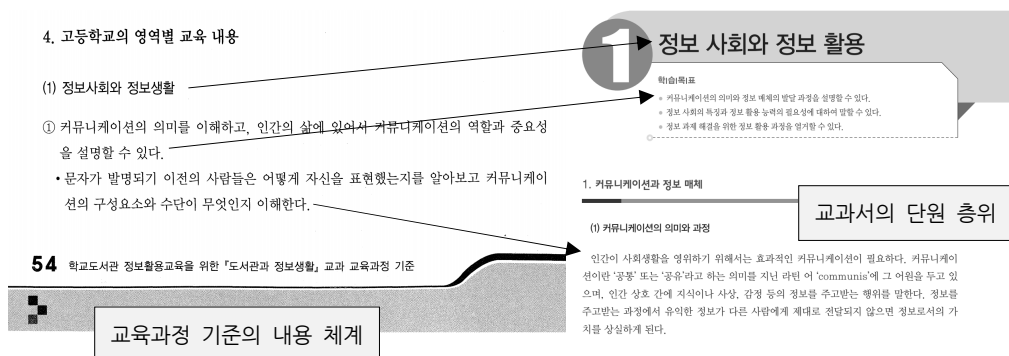 4. 고등학교의 영역별 교육 내용
(1) 정보사회와 정보생활
① 커뮤니케이션의 의미를 이해하고, 인간의 삶에 있어서 커뮤니케이션의 역할과 중요성
을 설명할 수 있다.
• 문자가 발명되기 이전의 사람들은 어떻게 자신을 표현했는지를 알아보고 커뮤니케이
션의 구성요소와 수단이 무엇인지 이해한다.
54 학교도서관 정보활용교육을 위한 『도서관과 정보생활』 교과 교육과정 기준
교육과정 기준의 내용 체계
1 정보 사회와 정보 활용
학|습|목|표
커뮤니케이션의 의미와 정보 매체의 발달 과정을 설명할 수 있다.
정보 사회의 특징과 정보 활용 능력의 필요성에 대하여 말할 수 있다.
정보 과제 해결을 위한 정보 활용 과정을 열거할 수 있다.
1. 커뮤니케이션과 정보 매체
교과서의 단원 층위
(1) 커뮤니케이션의 의미와 과정
인간이 사회생활을 영위하기 위해서는 효과적인 커뮤니케이션이 필요하다. 커뮤니케이
션이란 ‘공통’ 또는 ‘공유’라고 하는 의미를 지닌 라틴 어 ‘communis’에 그 어원을 두고 있
으며, 인간 상호 간에 지식이나 사상, 감정 등의 정보를 주고받는 행위를 말한다. 정보를
주고받는 과정에서 유익한 정보가 다른 사람에게 제대로 전달되지 않으면 정보로서의 가
치를 상실하게 된다.